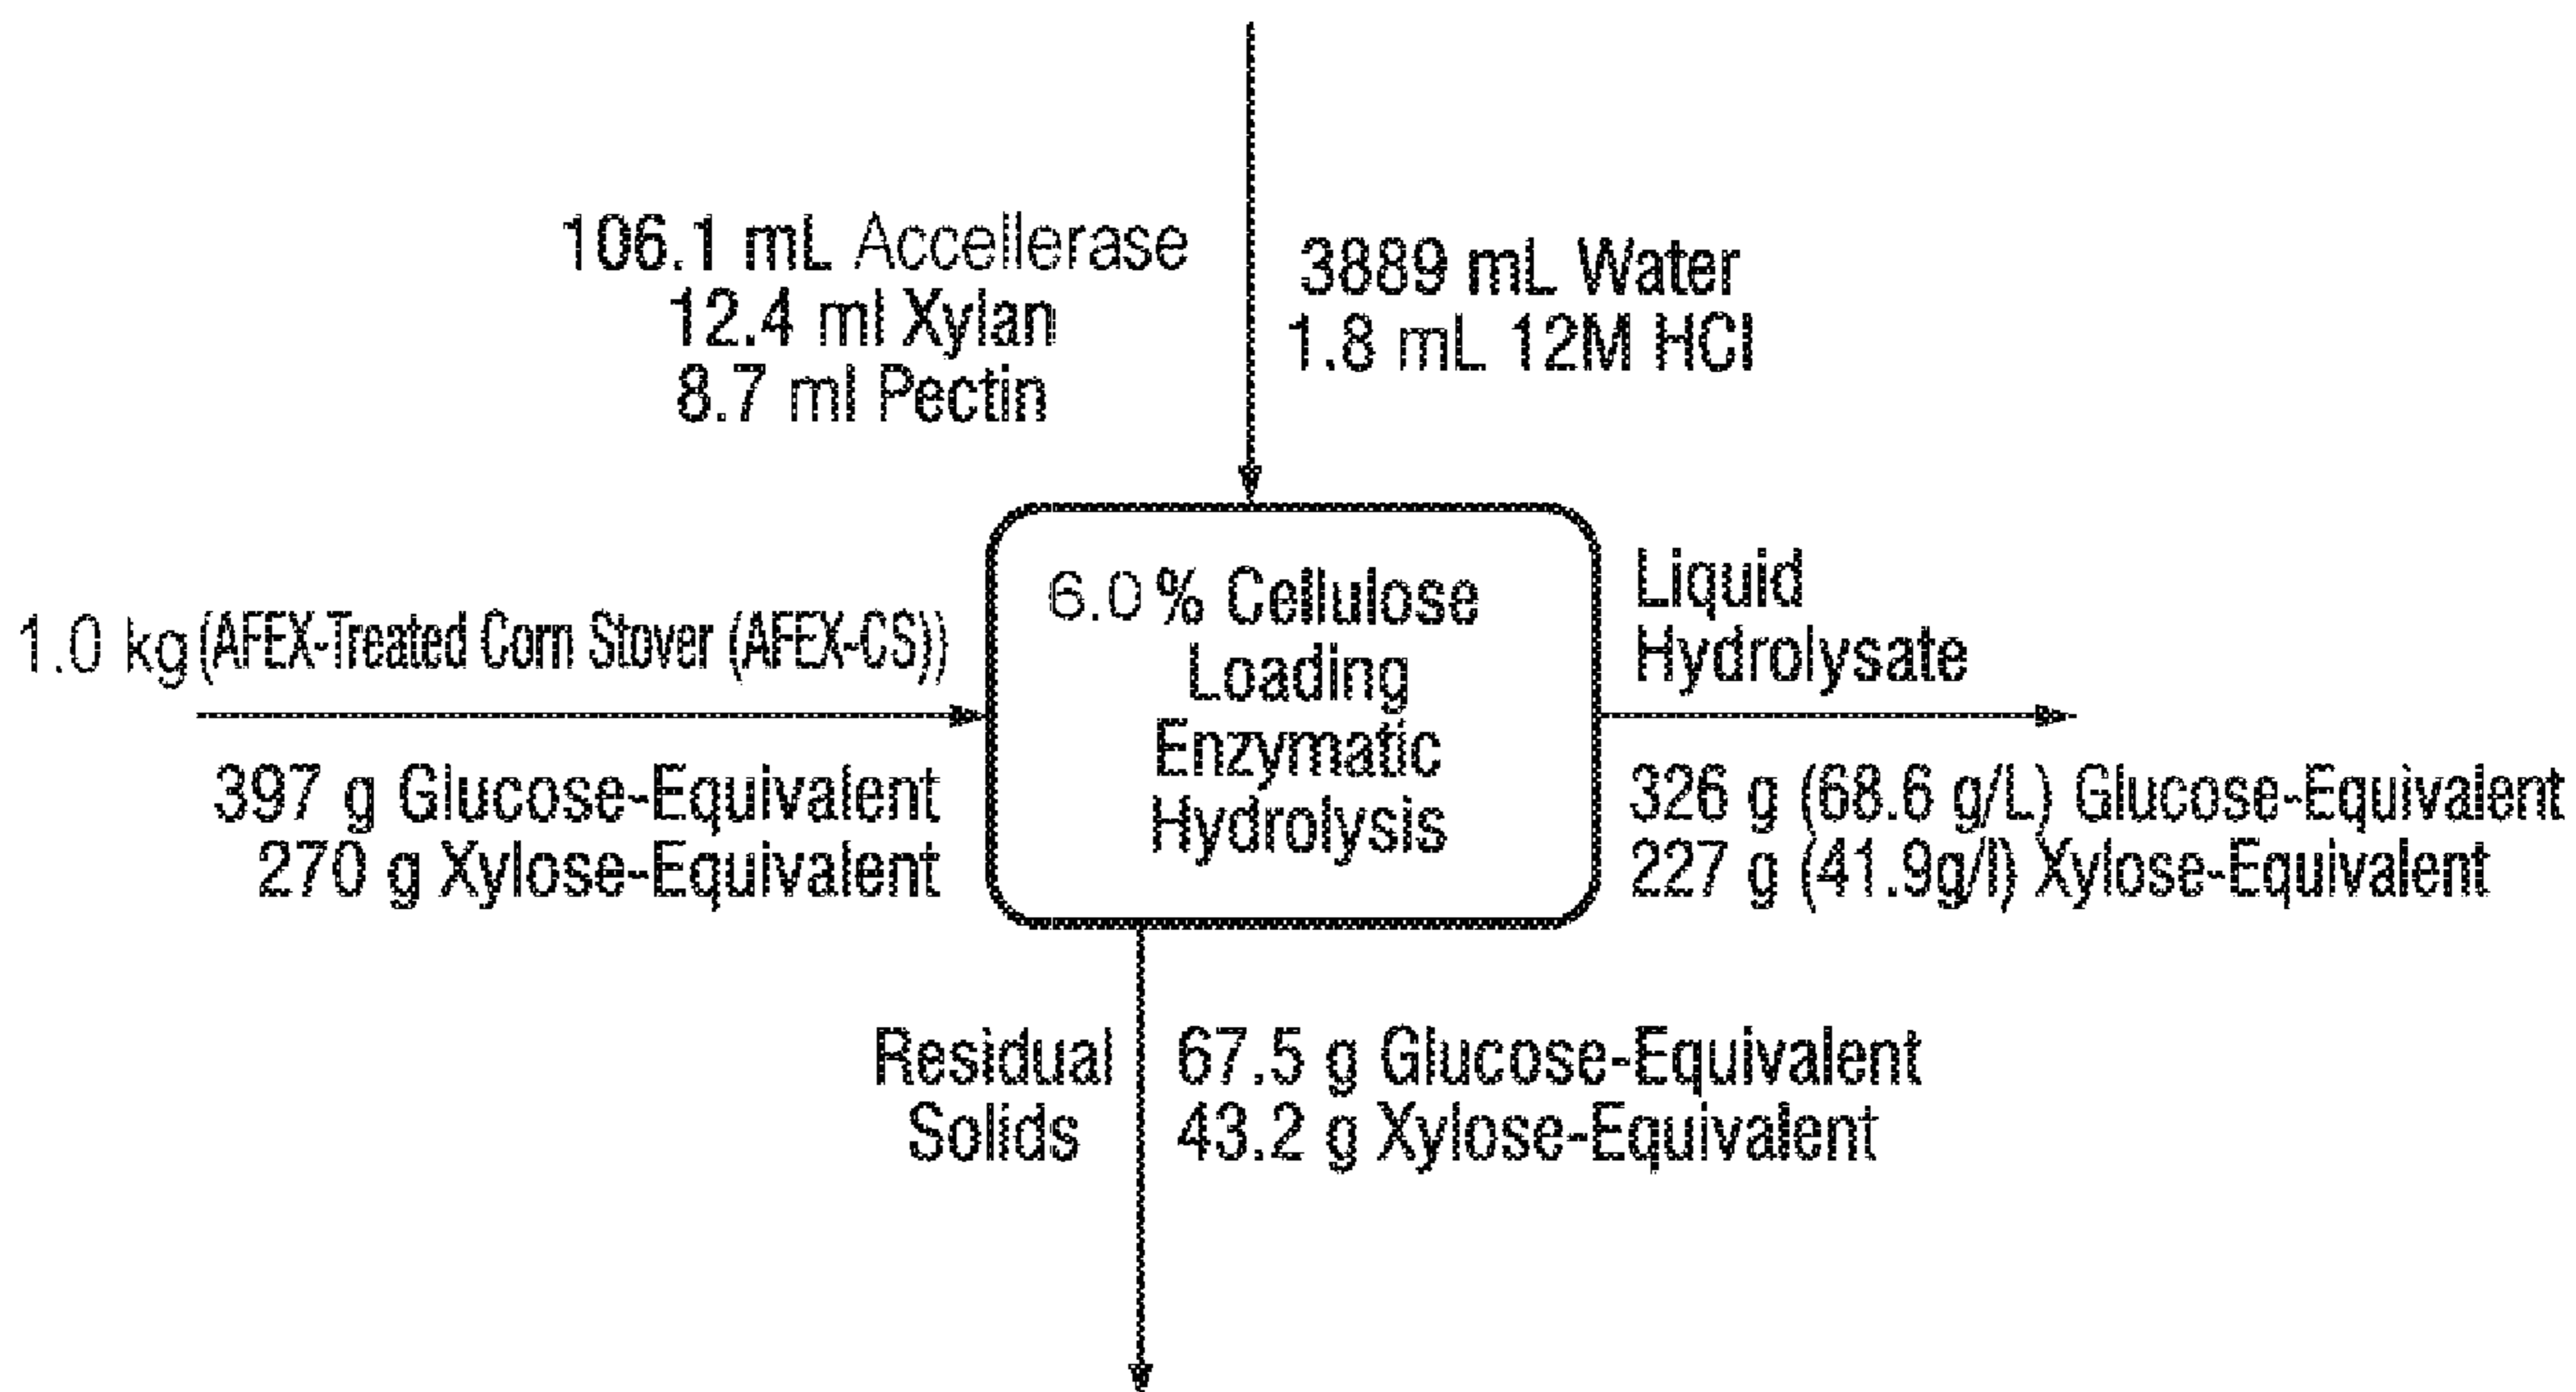 106.1 mL Accellerase
12.4 ml Xylan
8.7 ml Pectin
3889 mL Water
1.8 mL 12M HCl
1.0 kg (AFEX-Treated Corn Stover (AFEX-CS))
397 g Glucose-Equivalent
270 g Xylose-Equivalent
6.0 % Cellulose
Loading
Enzymatic
Hydrolysis
Liquid
Hydrolysate
326 g (68.6 g/L) Glucose-Equivalent
227 g (41.9g/l) Xylose-Equivalent
Residual
Solids
67.5 g Glucose-Equivalent
43.2 g Xylose-Equivalent